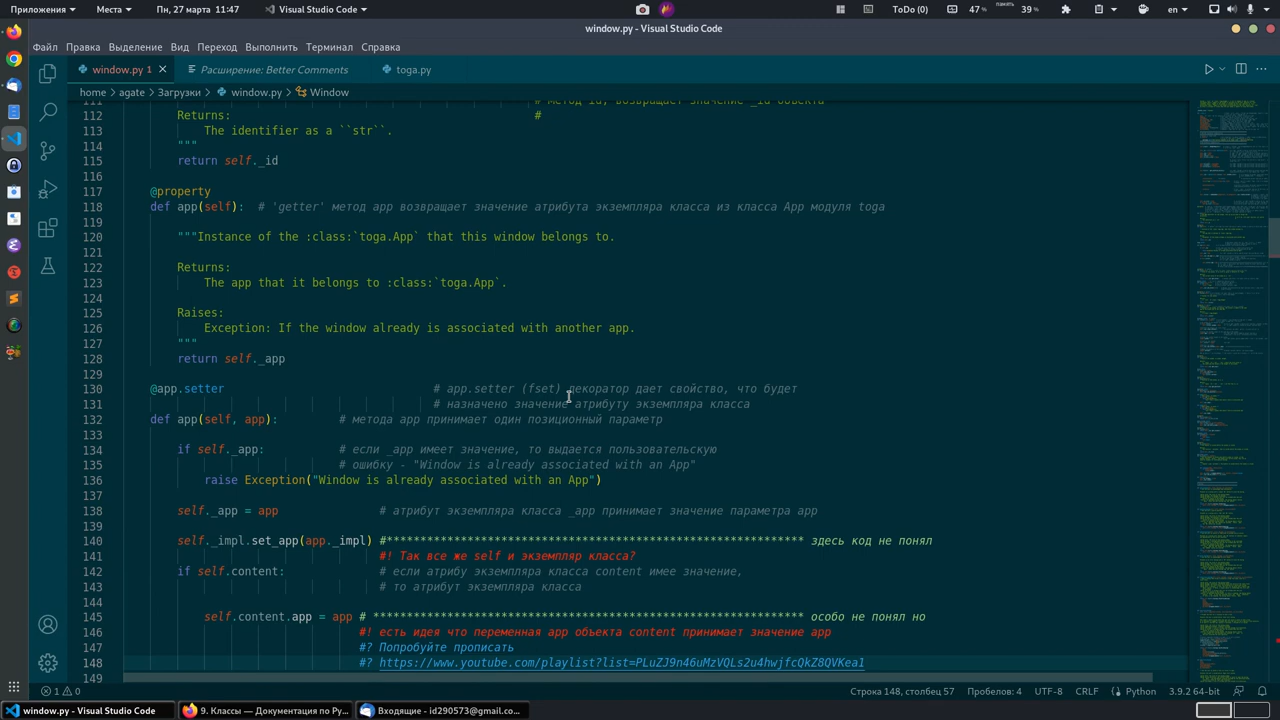 Приложения Места Пн, 27 марта 11:47 Visual Studio Code ToDo (0) 47 % память 39 % en
window.py - Visual Studio Code
Файл Правка Выделение Вид Переход Выполнить Терминал Справка
window.py 1 Расширение: Better Comments toga.py
home > agate > Загрузки > window.py > Window
111 # метод id, возвращает значение _id объекта
112 Returns: #
113 The identifier as a ``str``.
114 """
115 return self._id
116
117 @property
118 def app(self): # 'getter' метод app возвращает значение атрибута экземпляра класса из класса App модуля toga
119
120 """Instance of the :class:`toga.App` that this window belongs to.
121
122 Returns:
123 The app that it belongs to :class:`toga.App`.
124
125 Raises:
126 Exception: If the window already is associated with another app.
127 """
128 return self._app
129
130 @app.setter # app.setter (fset) декоратор дает свойство, что будет
131 # назначено значение атрибуту экземпляра класса
132 def app(self, app): # метода app принимает один позиционный параметр
133
134 if self._app: # если _app имеет значение, то выдается пользовательскую
135 # ошибку - "Window is already associated with an App"
136 raise Exception("Window is already associated with an App")
137
138 self._app = app # атрибут экземпляра класса _app принимает значение параметра app
139
140 self._impl.set_app(app._impl) #*************************************************************** здесь код не понял
141 #! Так все же self и экземпляр класса?
142 if self.content: # если атрибу экземпляра класса content имее значение,
143 # то атрибут экземпляра класса
144
145 self.content.app = app # **************************************************************** особо не понял но
146 #! есть идея что переменная app объекта content принимает значение app
147 #? Попробуйте прописать
148 #? https://www.youtube.com/playlist?list=PLuZJ9n46uMzVQLs2u4hwjrcQkZ8QVKea1
149
1 0 Строка 148, столбец 57 Пробелов: 4 UTF-8 CRLF Python 3.9.2 64-bit
window.py - Visual Studio Code 9. Классы — Документация по Py... Входящие - id290573@gmail.co...